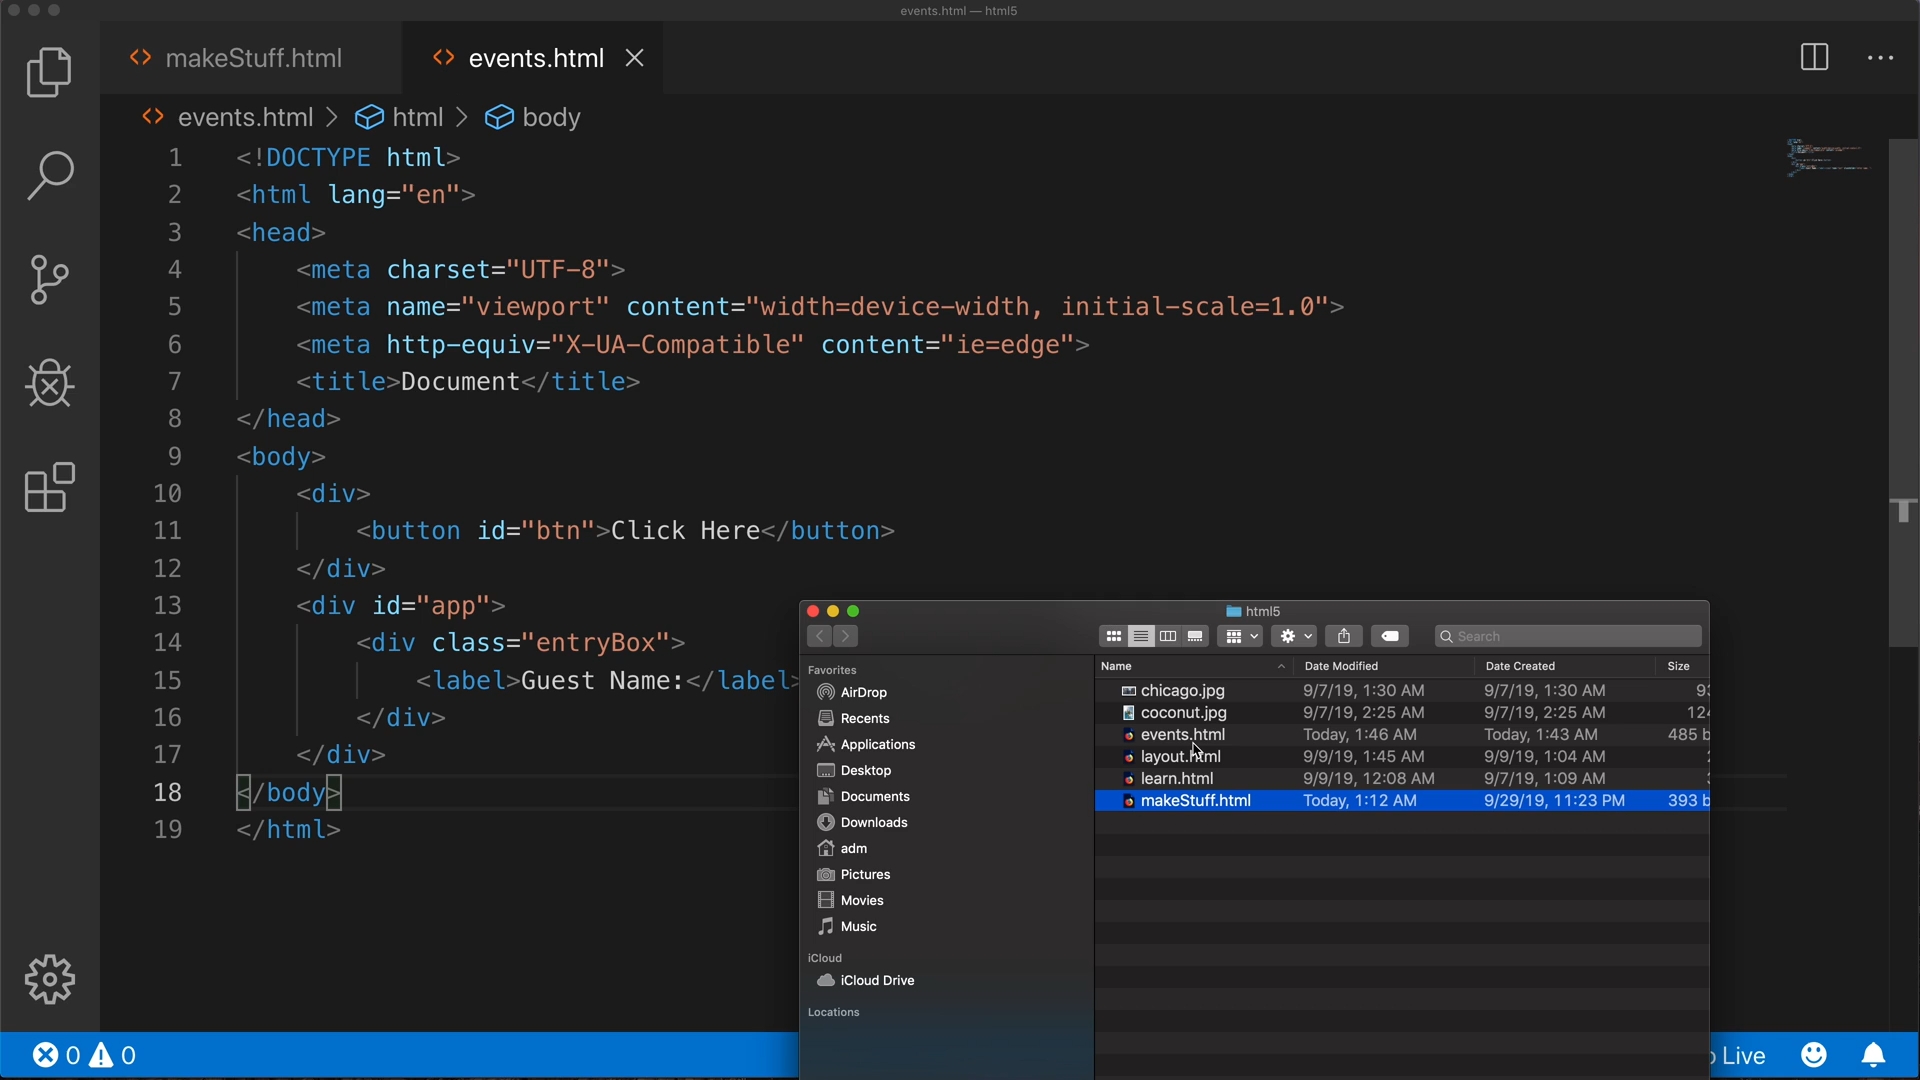 events.html — html5
makeStuff.html
events.html
events.html > html > body
1 <!DOCTYPE html>
2 <html lang="en">
3 <head>
4 <meta charset="UTF-8">
5 <meta name="viewport" content="width=device-width, initial-scale=1.0">
6 <meta http-equiv="X-UA-Compatible" content="ie=edge">
7 <title>Document</title>
8 </head>
9 <body>
10 <div>
11 <button id="btn">Click Here</button>
12 </div>
13 <div id="app">
14 <div class="entryBox">
15 <label>Guest Name:</label>
16 </div>
17 </div>
18 </body>
19 </html>
html5
Search
Favorites
AirDrop
Recents
Applications
Desktop
Documents
Downloads
adm
Pictures
Movies
Music
iCloud
iCloud Drive
Locations
Name Date Modified Date Created Size
chicago.jpg 9/7/19, 1:30 AM 9/7/19, 1:30 AM
coconut.jpg 9/7/19, 2:25 AM 9/7/19, 2:25 AM
events.html Today, 1:46 AM Today, 1:43 AM 485 b
layout.html 9/9/19, 1:45 AM 9/9/19, 1:04 AM
learn.html 9/9/19, 12:08 AM 9/7/19, 1:09 AM
makeStuff.html Today, 1:12 AM 9/29/19, 11:23 PM 393 b
0 0
Live